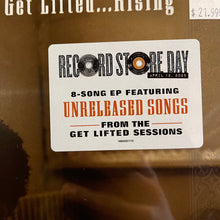 Get Lifted...Rising
$21.99
RECORD STORE DAY
APRIL 18, 2025
8-SONG EP FEATURING
UNRELEASED SONGS
FROM THE
GET LIFTED SESSIONS